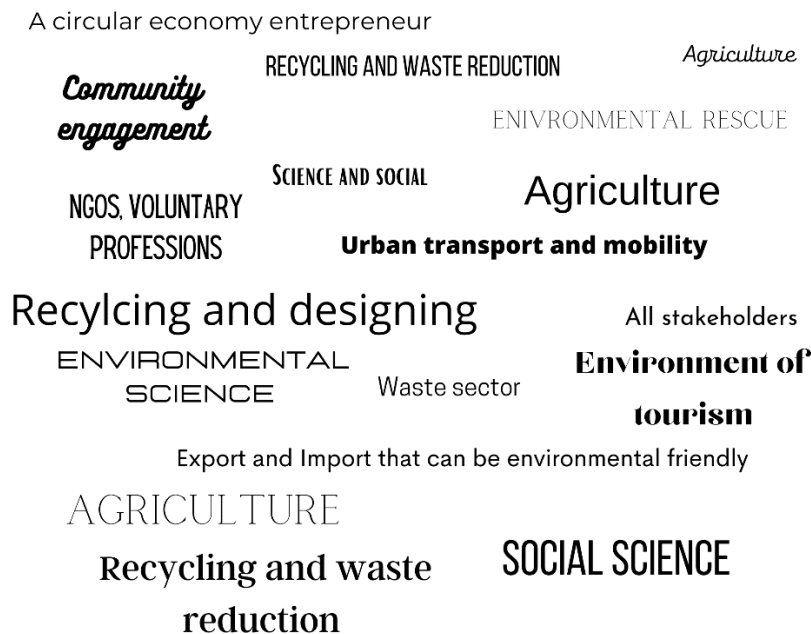 A circular economy entrepreneur
Agriculture
RECYCLING AND WASTE REDUCTION
Community
engagement
ENIVRONMENTAL RESCUE
SCIENCE AND SOCIAL
Agriculture
NGOS, VOLUNTARY
PROFESSIONS
Urban transport and mobility
Recylcing and designing
All stakeholders
ENVIRONMENTAL
SCIENCE
Waste sector
Environment of
tourism
Export and Import that can be environmental friendly
AGRICULTURE
Recycling and waste
reduction
SOCIAL SCIENCE